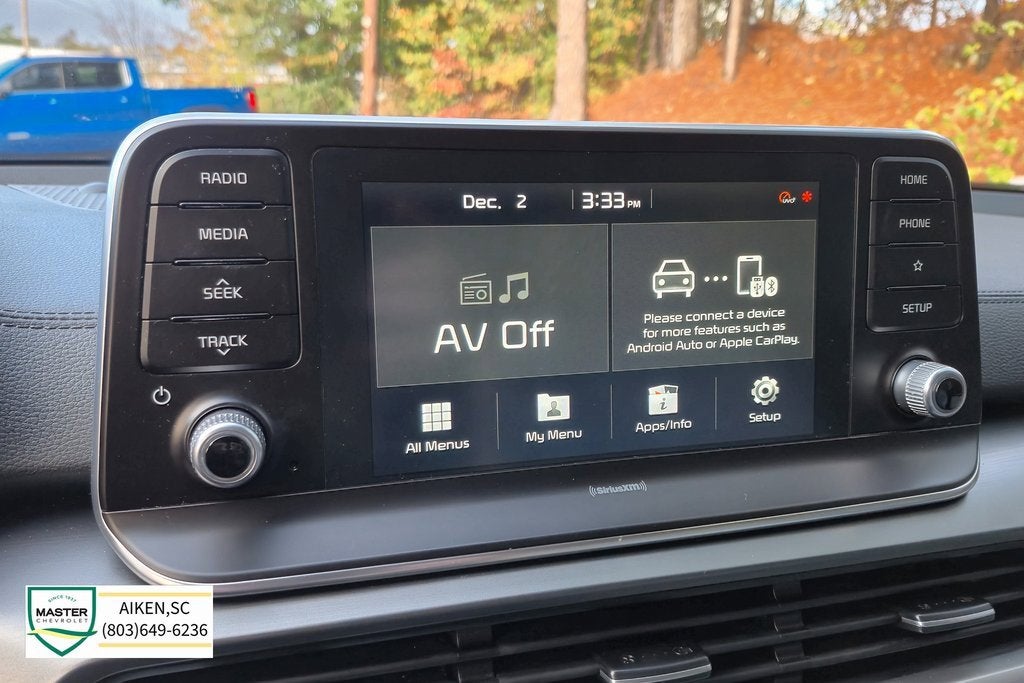 RADIO
MEDIA
SEEK
TRACK
Dec. 2 3:33 PM
UVO
AV Off
Please connect a device
for more features such as
Android Auto or Apple CarPlay.
All Menus
My Menu
Apps/Info
Setup
HOME
PHONE
SETUP
((SiriusXM))
SINCE 1937
MASTER
CHEVROLET
AIKEN,SC
(803)649-6236